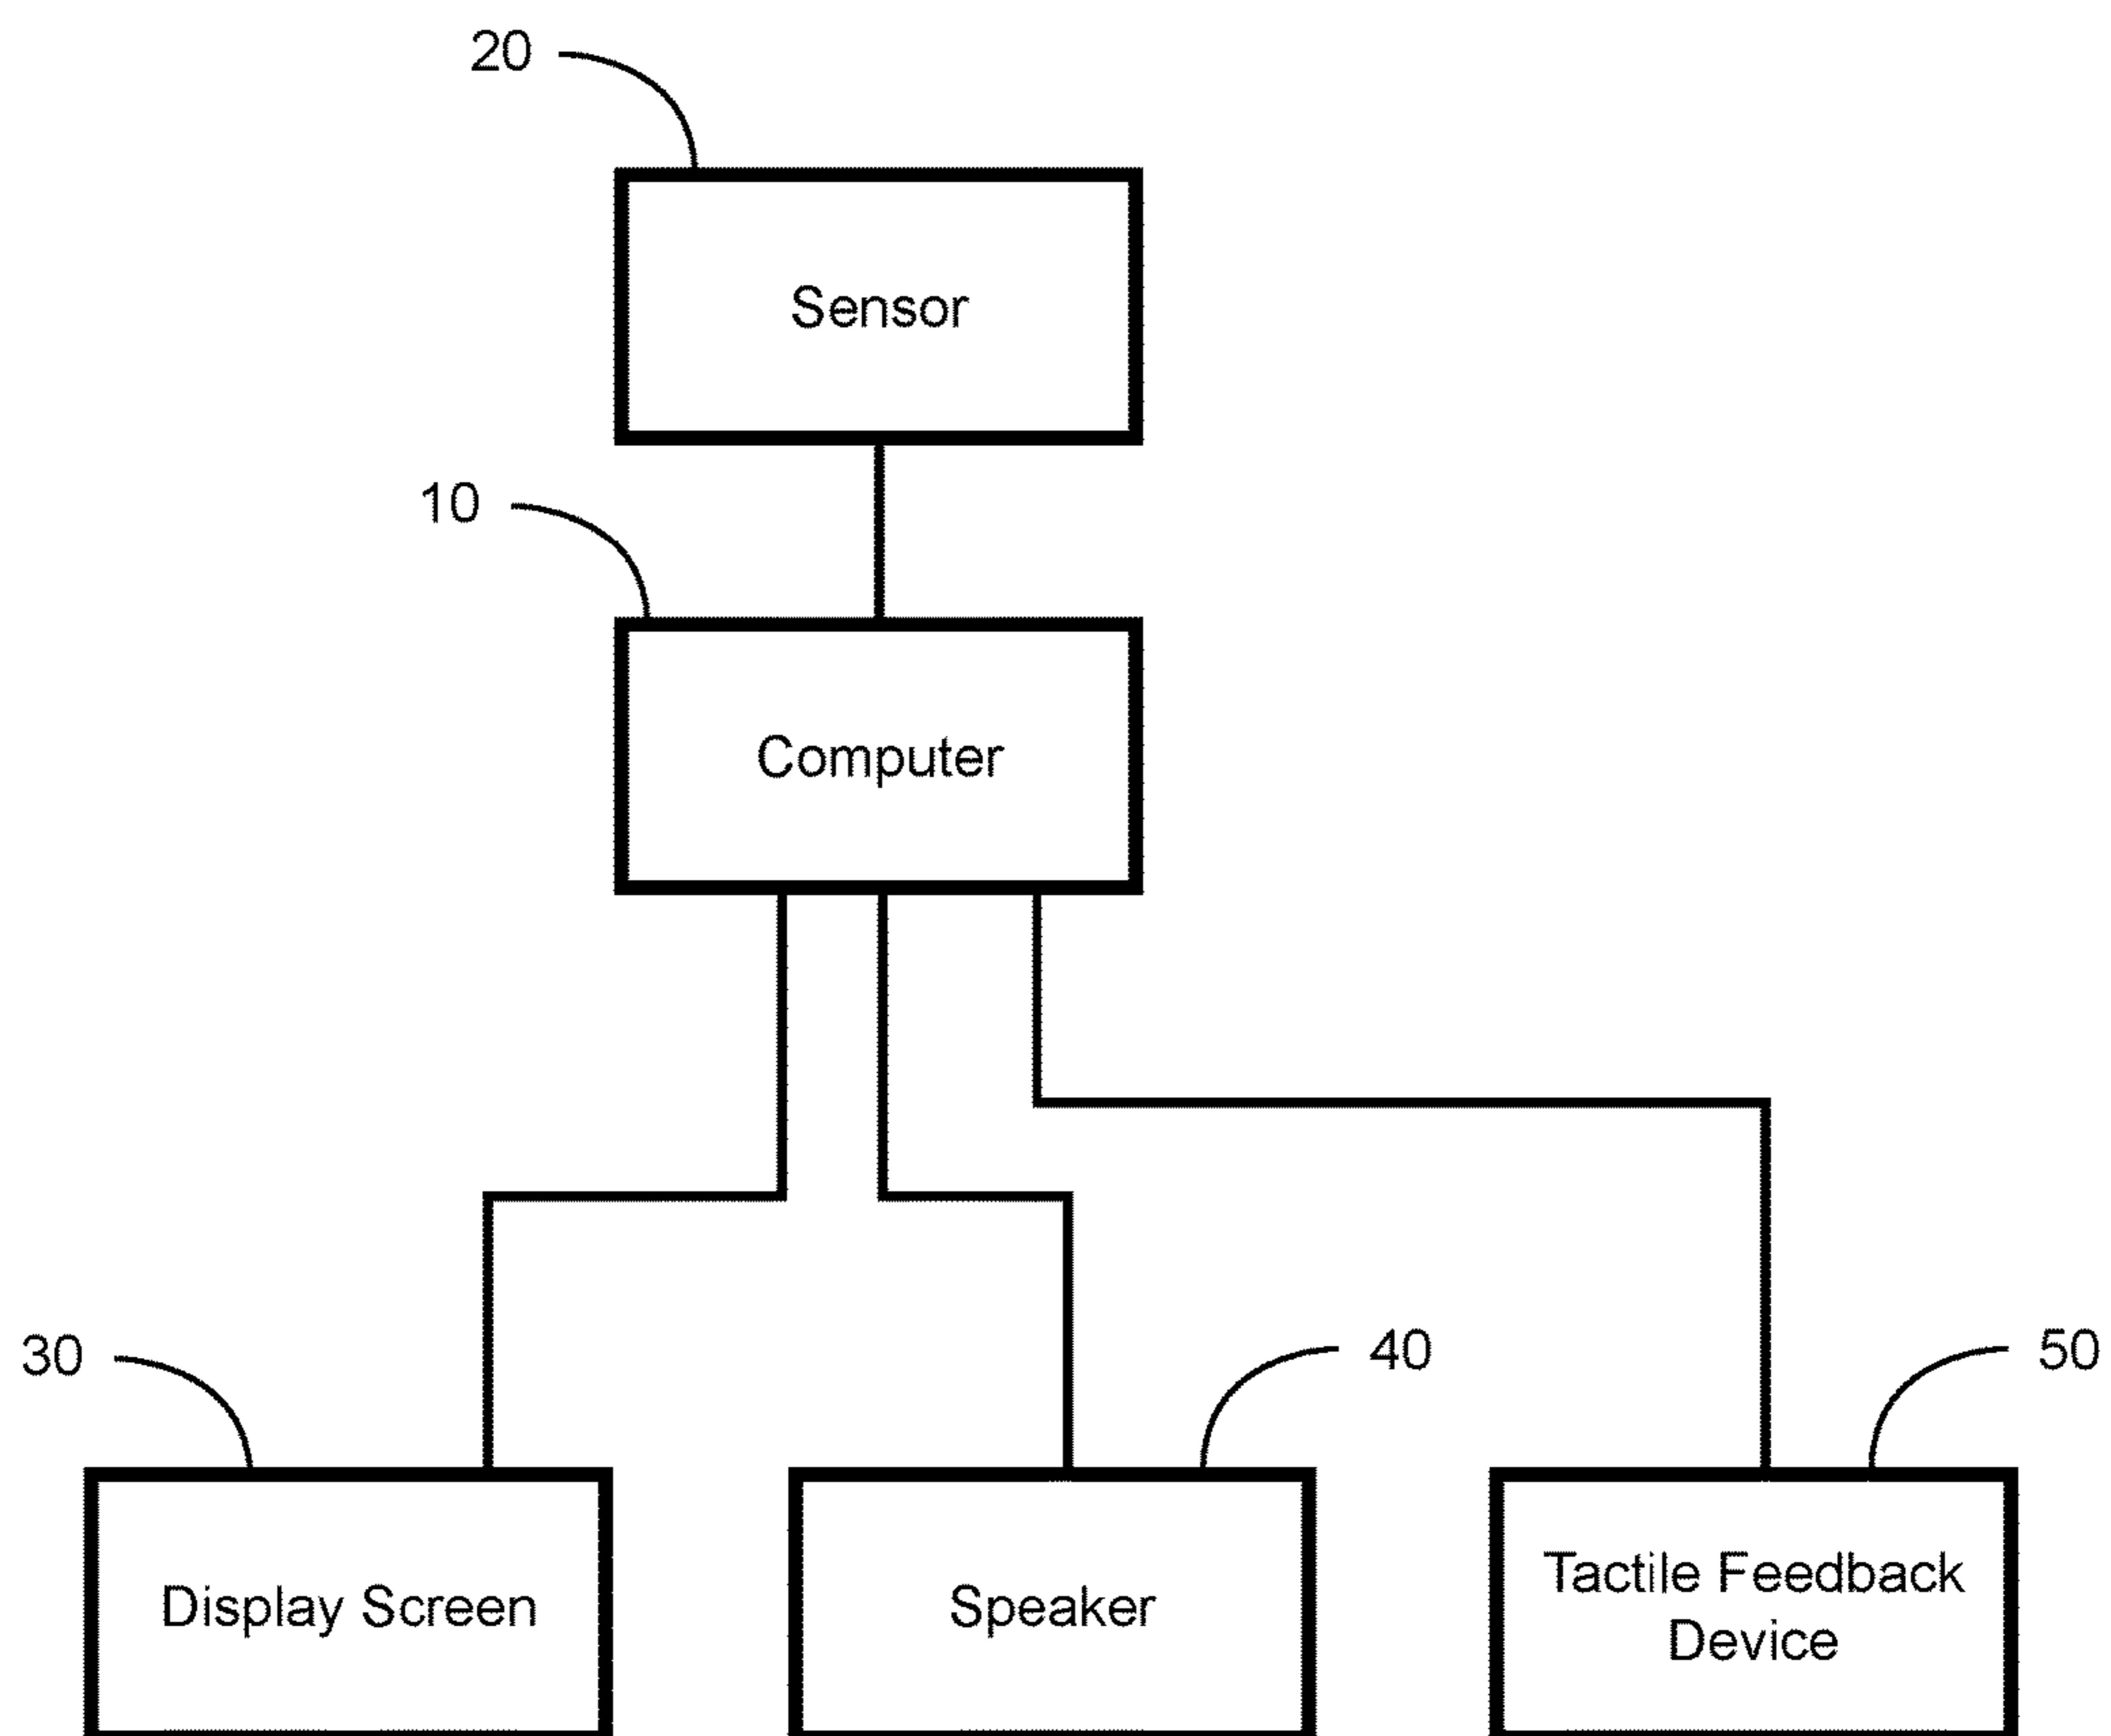 20
Sensor
10
Computer
30
40
50
Display Screen
Speaker
Tactile Feedback
Device